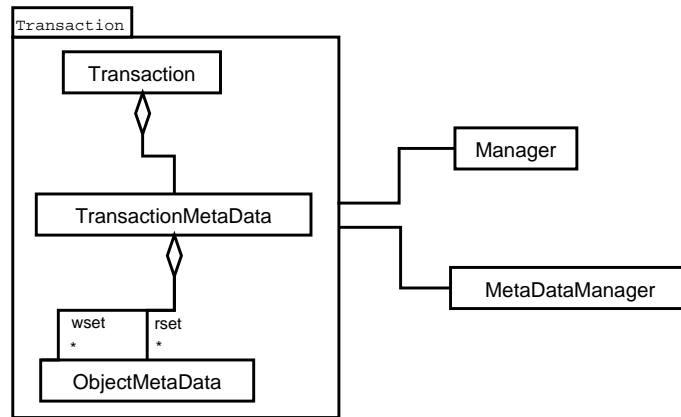 Transaction
Transaction
Manager
TransactionMetaData
MetaDataManager
wset rset
* *
ObjectMetaData